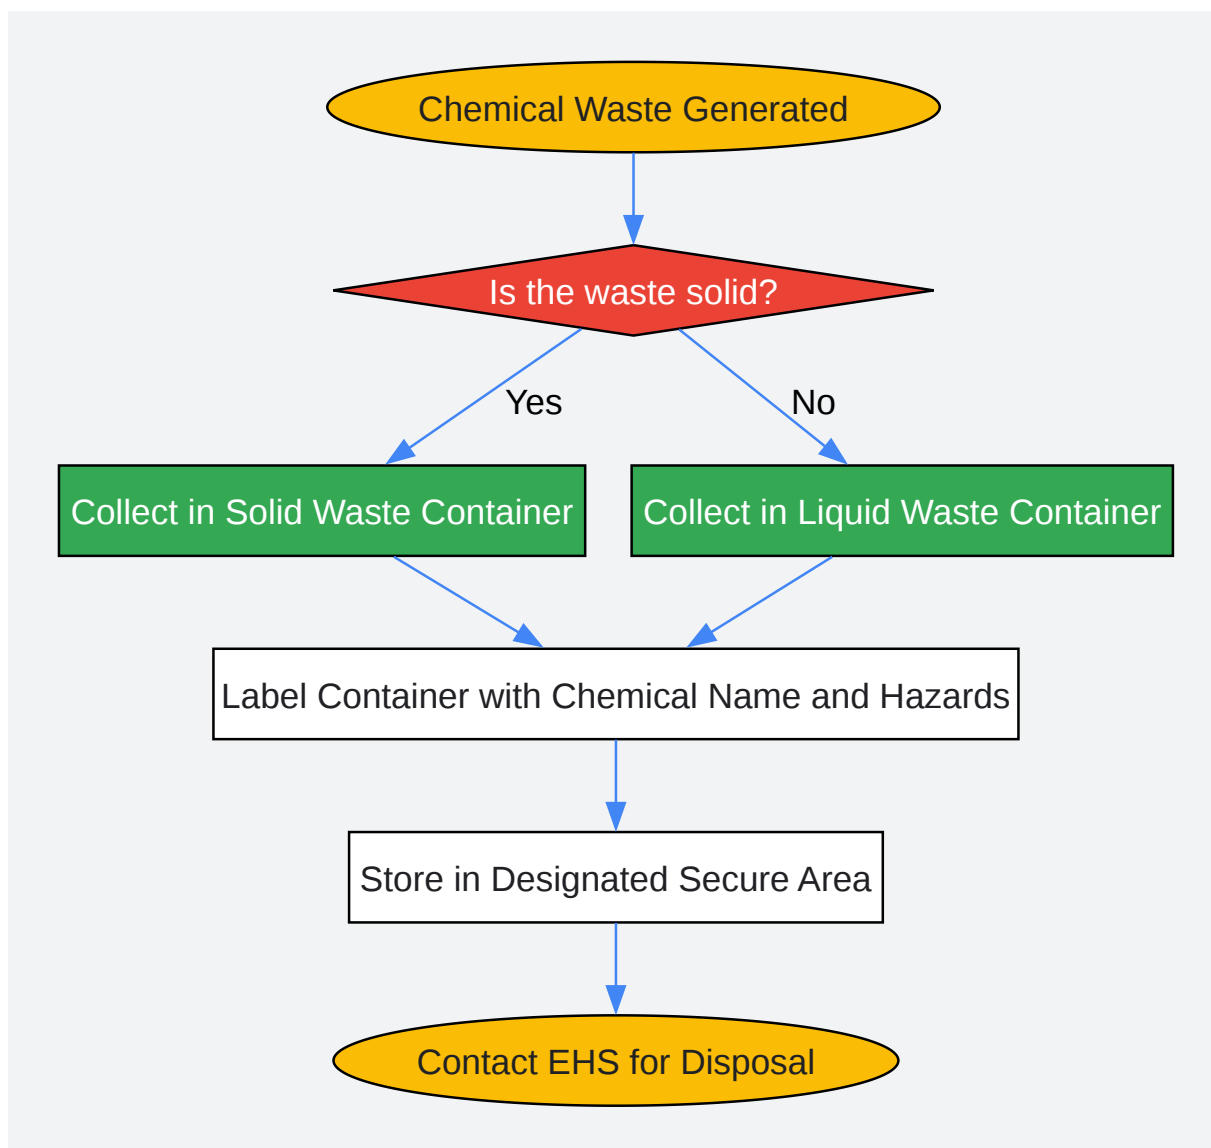 Chemical Waste Generated
Is the waste solid?
Yes
No
Collect in Solid Waste Container
Collect in Liquid Waste Container
Label Container with Chemical Name and Hazards
Store in Designated Secure Area
Contact EHS for Disposal